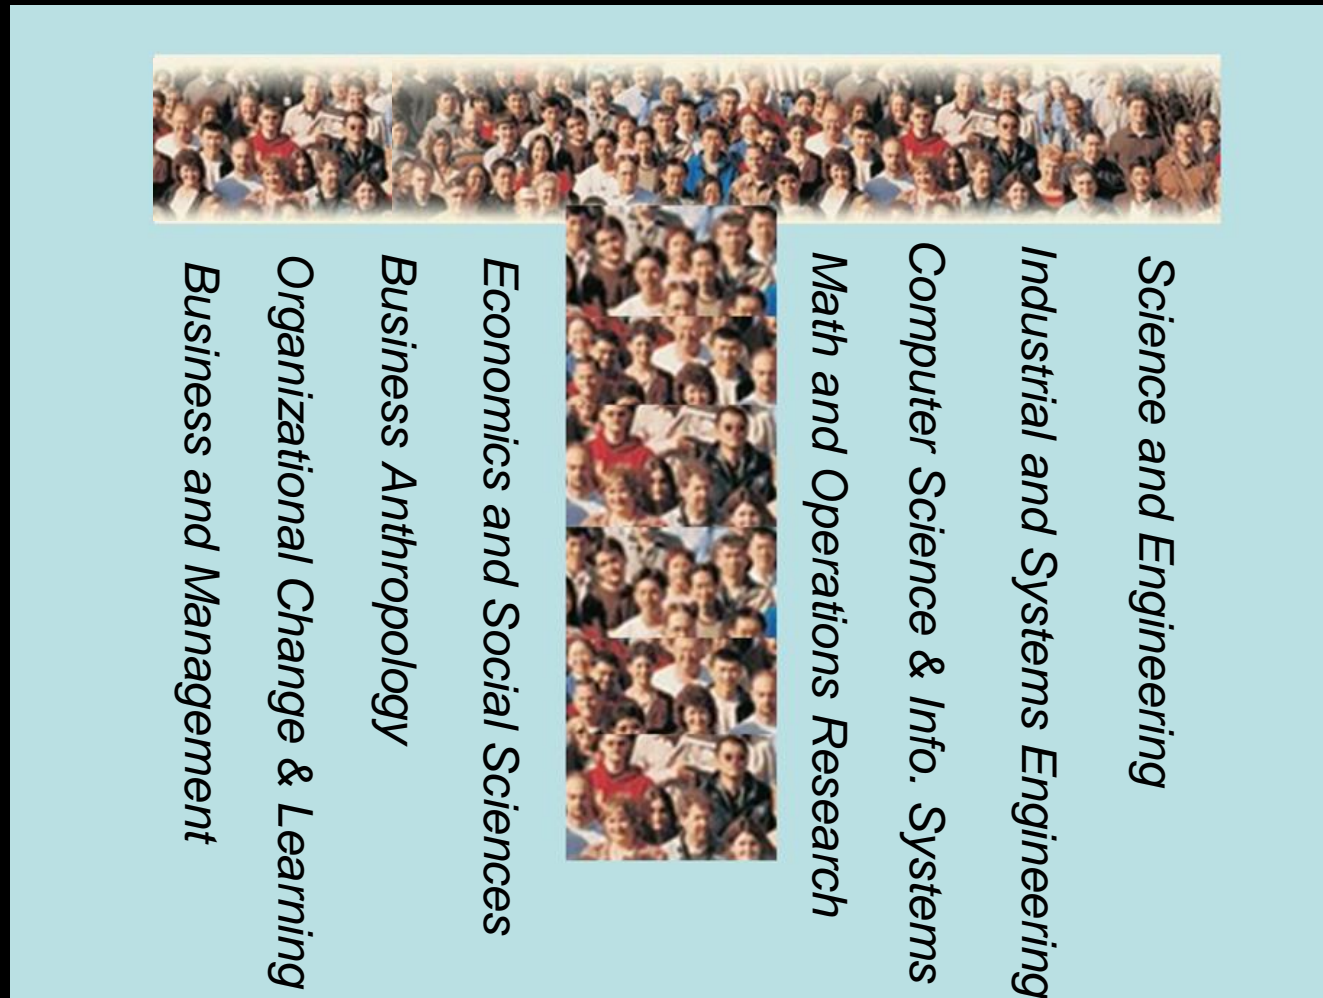 Science and Engineering
Industrial and Systems Engineering
Computer Science & Info. Systems
Math and Operations Research
Economics and Social Sciences
Business Anthropology
Organizational Change & Learning
Business and Management